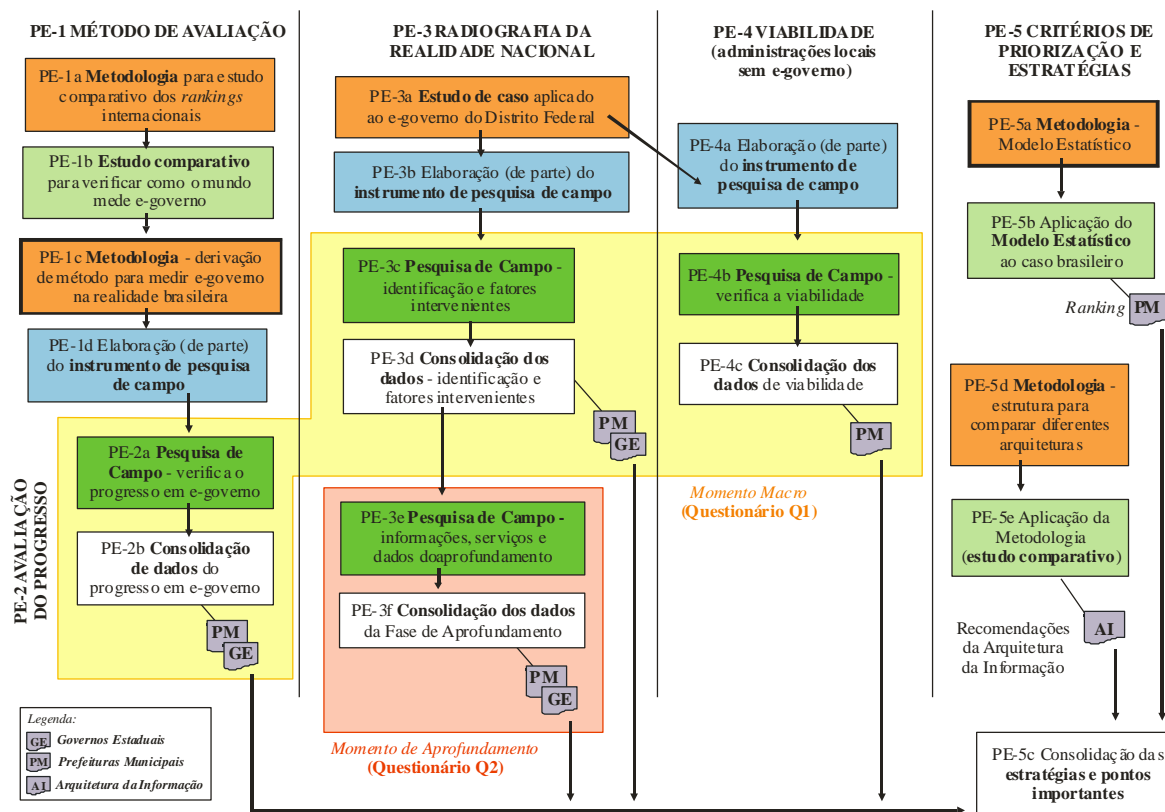 PE-1 MÉTODO DE AVALIAÇÃO
PE-1a Metodologia para estudo
comparativo dos rankings
internacionais
PE-1b Estudo comparativo
para verificar como o mundo
mede e-governo
PE-1c Metodologia - derivação
de método para medir e-governo
na realidade brasileira
PE-1d Elaboração (de parte)
do instrumento de pesquisa
de campo
PE-2 AVALIAÇÃO
DO PROGRESSO
PE-2a Pesquisa de
Campo - verifica o
progresso em e-governo
PE-2b Consolidação
de dados do
progresso em e-governo
PM
GE
Legenda:
GE Governos Estaduais
PM Prefeituras Municipais
AI Arquitetura da Informação
PE-3 RADIOGRAFIA DA
REALIDADE NACIONAL
PE-3a Estudo de caso aplicado
ao e-governo do Distrito Federal
PE-3b Elaboração (de parte) do
instrumento de pesquisa de campo
PE-3c Pesquisa de Campo -
identificação e fatores
intervenientes
PE-3d Consolidação dos
dados - identificação e
fatores intervenientes
PM
GE
PE-3e Pesquisa de Campo -
informações, serviços e
dados doaprofundamento
PE-3f Consolidação dos dados
da Fase de Aprofundamento
PM
GE
Momento de Aprofundamento
(Questionário Q2)
PE-4 VIABILIDADE
(administrações locais
sem e-governo)
PE-4a Elaboração (de parte)
do instrumento de
pesquisa de campo
PE-4b Pesquisa de Campo -
verifica a viabilidade
PE-4c Consolidação dos
dados de viabilidade
PM
Momento Macro
(Questionário Q1)
PE-5 CRITÉRIOS DE
PRIORIZAÇÃO E
ESTRATÉGIAS
PE-5a Metodologia -
Modelo Estatístico
PE-5b Aplicação do
Modelo Estatístico
ao caso brasileiro
Ranking PM
PE-5d Metodologia -
estrutura para
comparar diferentes
arquiteturas
PE-5e Aplicação da
Metodologia
(estudo comparativo)
AI
Recomendações
da Arquitetura
da Informação
PE-5c Consolidação das
estratégias e pontos
importantes